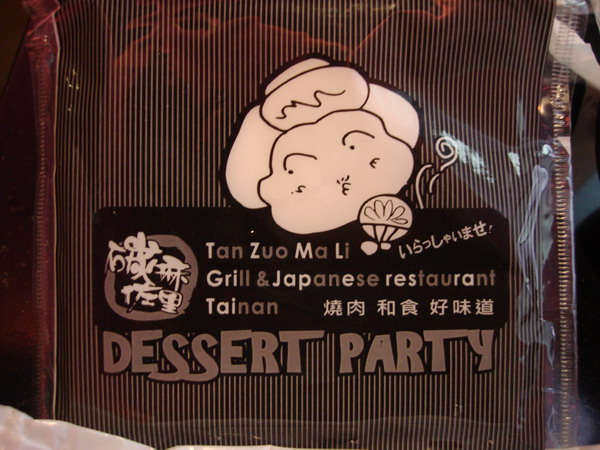 いらっしゃいませ!
碳佐麻里
Tan Zuo Ma Li
Grill & Japanese restaurant
Tainan 燒肉 和食 好味道
DESSERT PARTY